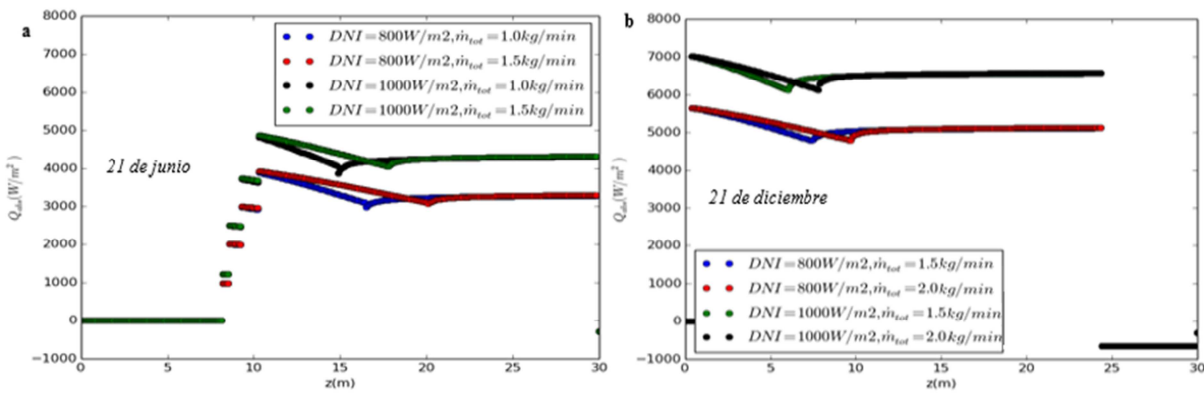 a
8000
7000
6000
5000
4000
3000
2000
1000
0
−1000
Q_abs(W/m²)
DNI=800W/m2,ṁ_tot=1.0kg/min
DNI=800W/m2,ṁ_tot=1.5kg/min
DNI=1000W/m2,ṁ_tot=1.0kg/min
DNI=1000W/m2,ṁ_tot=1.5kg/min
21 de junio
0 5 10 15 20 25 30
z(m)
b
8000
7000
6000
5000
4000
3000
2000
1000
0
−1000
Q_abs(W/m²)
21 de diciembre
DNI=800W/m2,ṁ_tot=1.5kg/min
DNI=800W/m2,ṁ_tot=2.0kg/min
DNI=1000W/m2,ṁ_tot=1.5kg/min
DNI=1000W/m2,ṁ_tot=2.0kg/min
0 5 10 15 20 25 30
z(m)